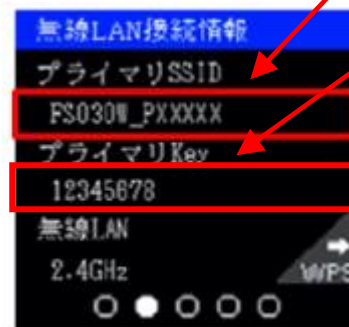 無線LAN接続情報
プライマリSSID
FS030W_PXXXXX
プライマリKey
12345678
無線LAN
2.4GHz
WPS